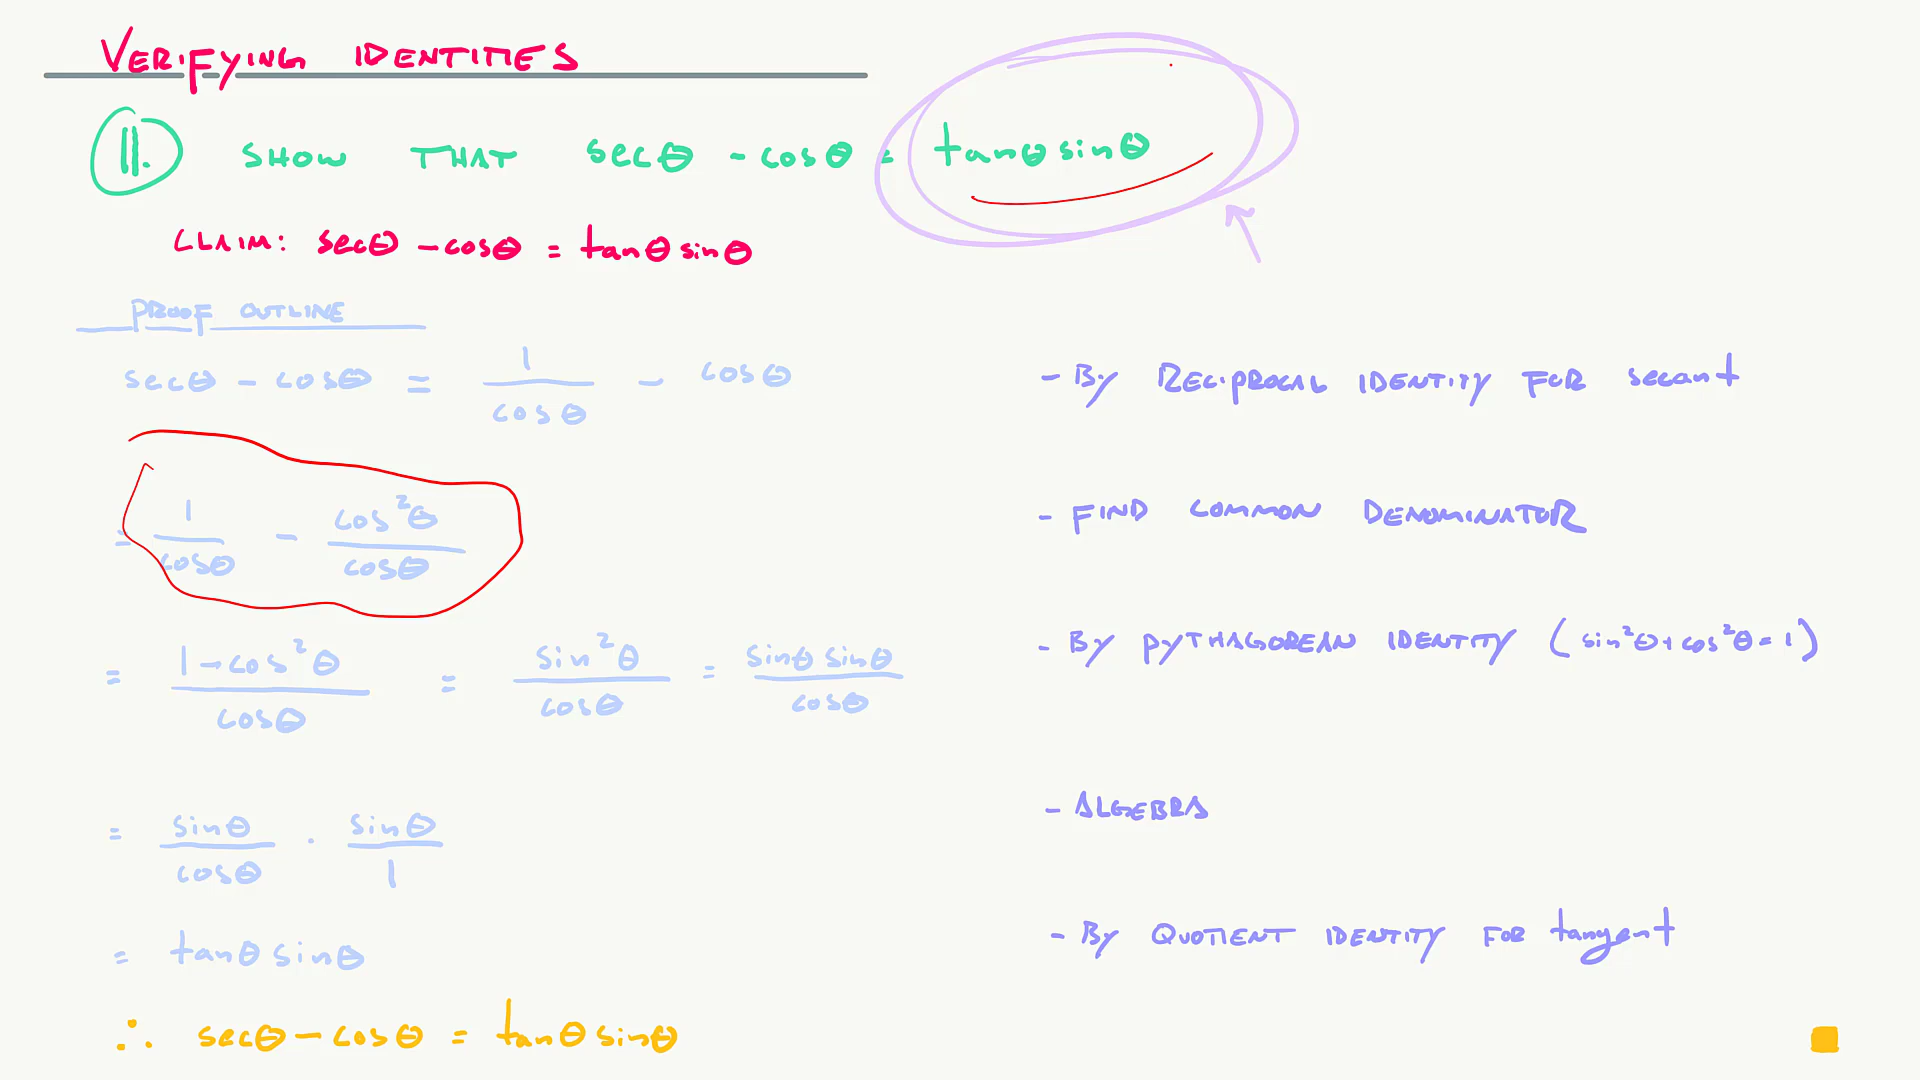 VERIFYING IDENTITIES
11. SHOW THAT secθ - cosθ = tanθ sinθ
CLAIM: secθ - cosθ = tanθ sinθ
PROOF OUTLINE
secθ - cosθ = 1/cosθ - cosθ - By RECIPROCAL IDENTITY FOR secant
= 1/cosθ - cos²θ/cosθ - FIND COMMON DENOMINATOR
= 1-cos²θ/cosθ = sin²θ/cosθ = sinθ sinθ/cosθ - By pyTHAGOREAN IDENTITY (sin²θ+cos²θ=1)
= sinθ/cosθ · sinθ/1 - ALGEBRA
= tanθ sinθ - By QUOTIENT IDENTITY FOR tangent
∴ secθ - cosθ = tanθ sinθ